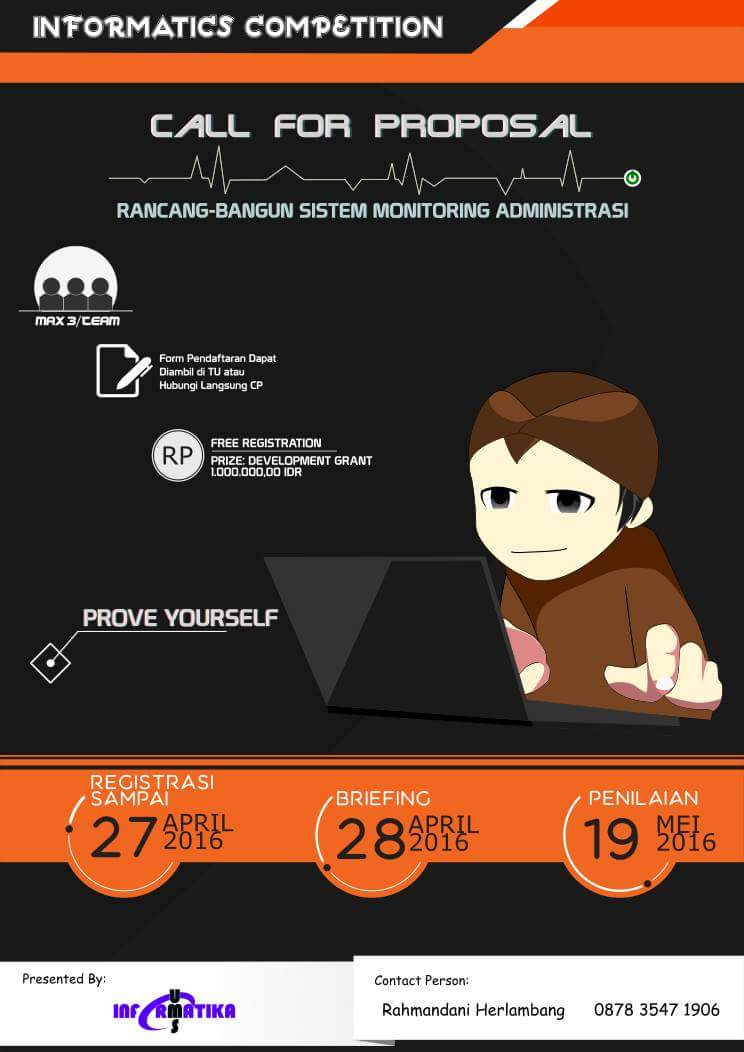 INFORMATICS COMPETITION
CALL FOR PROPOSAL
RANCANG-BANGUN SISTEM MONITORING ADMINISTRASI
MAX 3/TEAM
Form Pendaftaran Dapat
Diambil di TU atau
Hubungi Langsung CP
RP
FREE REGISTRATION
PRIZE: DEVELOPMENT GRANT
1.000.000,00 IDR
PROVE YOURSELF
REGISTRASI
SAMPAI
27 APRIL
2016
BRIEFING
28 APRIL
2016
PENILAIAN
19 MEI
2016
Presented By:
INFORMATIKA
UMS
Contact Person:
Rahmandani Herlambang 0878 3547 1906